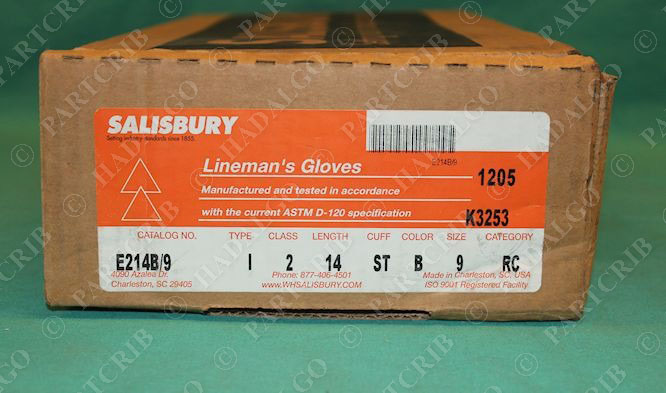 SALISBURY
Setting industry standards since 1855
E214B/9
Lineman's Gloves
1205
Manufactured and tested in accordance
with the current ASTM D-120 specification
K3253
CATALOG NO. TYPE CLASS LENGTH CUFF COLOR SIZE CATEGORY
E214B/9 I 2 14 ST B 9 RC
4090 Azalea Dr. Phone: 877-406-4501 Made in Charleston, SC. USA
Charleston, SC 29405 www.WHSALISBURY.COM ISO 9001 Registered Facility
PARTCRIB
AHADALGO